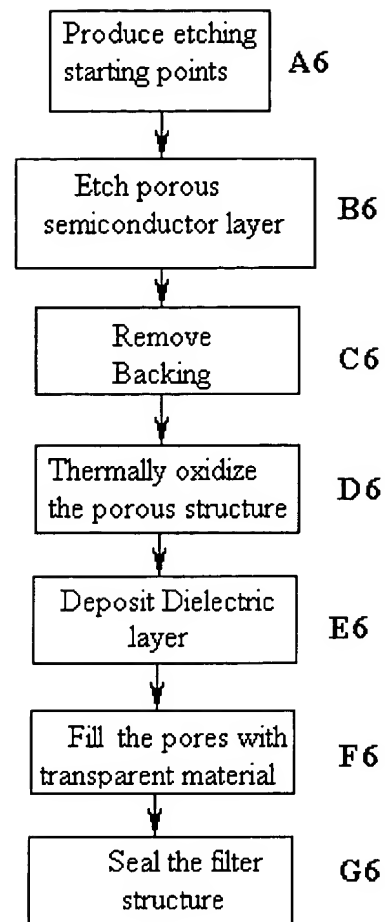 Produce etching
starting points
A6
Etch porous
semiconductor layer
B6
Remove
Backing
C6
Thermally oxidize
the porous structure
D6
Deposit Dielectric
layer
E6
Fill the pores with
transparent material
F6
Seal the filter
structure
G6